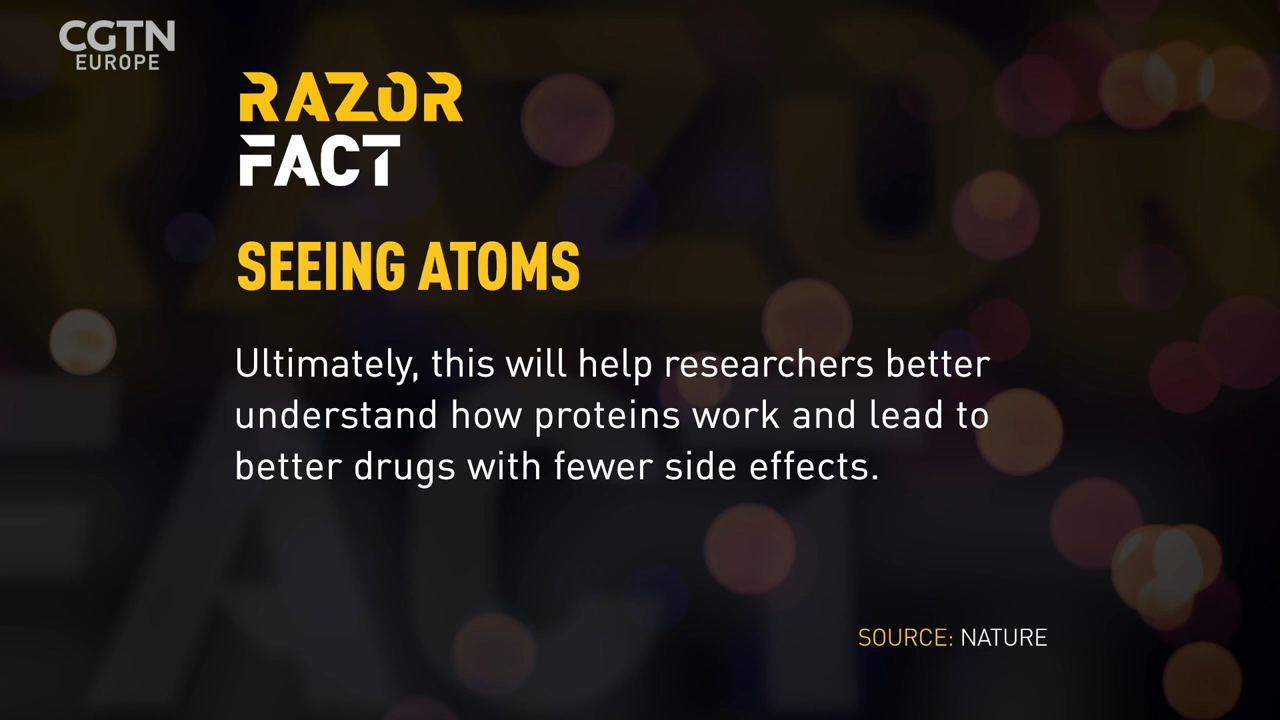 CGTN
EUROPE
RAZOR
FACT
SEEING ATOMS
Ultimately, this will help researchers better
understand how proteins work and lead to
better drugs with fewer side effects.
SOURCE: NATURE